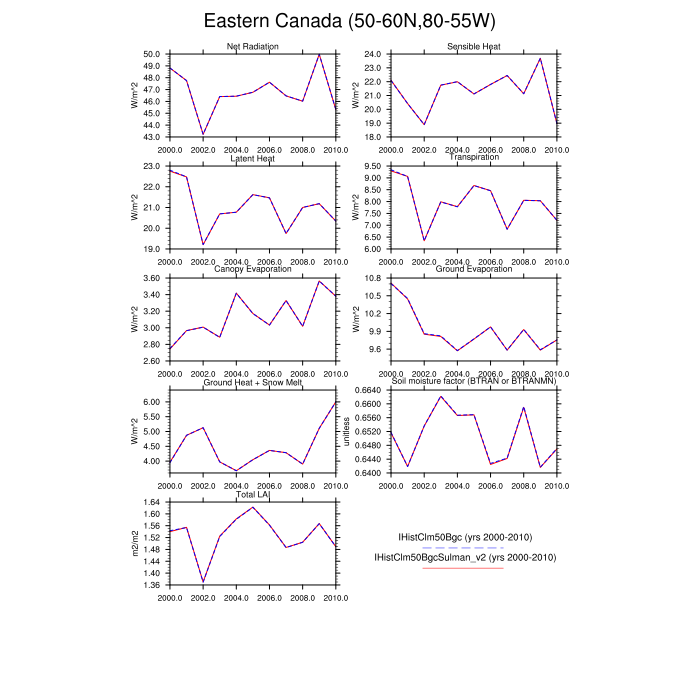 Eastern Canada (50-60N,80-55W)
Net Radiation
Sensible Heat
50.0
49.0
48.0
47.0
46.0
45.0
44.0
43.0
W/m^2
2000.0 2002.0 2004.0 2006.0 2008.0 2010.0
24.0
23.0
22.0
21.0
20.0
19.0
18.0
W/m^2
2000.0 2002.0 2004.0 2006.0 2008.0 2010.0
Latent Heat
Transpiration
23.0
22.0
21.0
20.0
19.0
W/m^2
2000.0 2002.0 2004.0 2006.0 2008.0 2010.0
9.50
9.00
8.50
8.00
7.50
7.00
6.50
6.00
W/m^2
2000.0 2002.0 2004.0 2006.0 2008.0 2010.0
Canopy Evaporation
Ground Evaporation
3.60
3.40
3.20
3.00
2.80
2.60
W/m^2
2000.0 2002.0 2004.0 2006.0 2008.0 2010.0
10.8
10.5
10.2
9.9
9.6
W/m^2
2000.0 2002.0 2004.0 2006.0 2008.0 2010.0
Ground Heat + Snow Melt
Soil moisture factor (BTRAN or BTRANMN)
6.00
5.50
5.00
4.50
4.00
W/m^2
2000.0 2002.0 2004.0 2006.0 2008.0 2010.0
0.6640
0.6600
0.6560
0.6520
0.6480
0.6440
0.6400
unitless
2000.0 2002.0 2004.0 2006.0 2008.0 2010.0
Total LAI
1.64
1.60
1.56
1.52
1.48
1.44
1.40
1.36
m2/m2
2000.0 2002.0 2004.0 2006.0 2008.0 2010.0
IHistClm50Bgc (yrs 2000-2010)
IHistClm50BgcSulman_v2 (yrs 2000-2010)